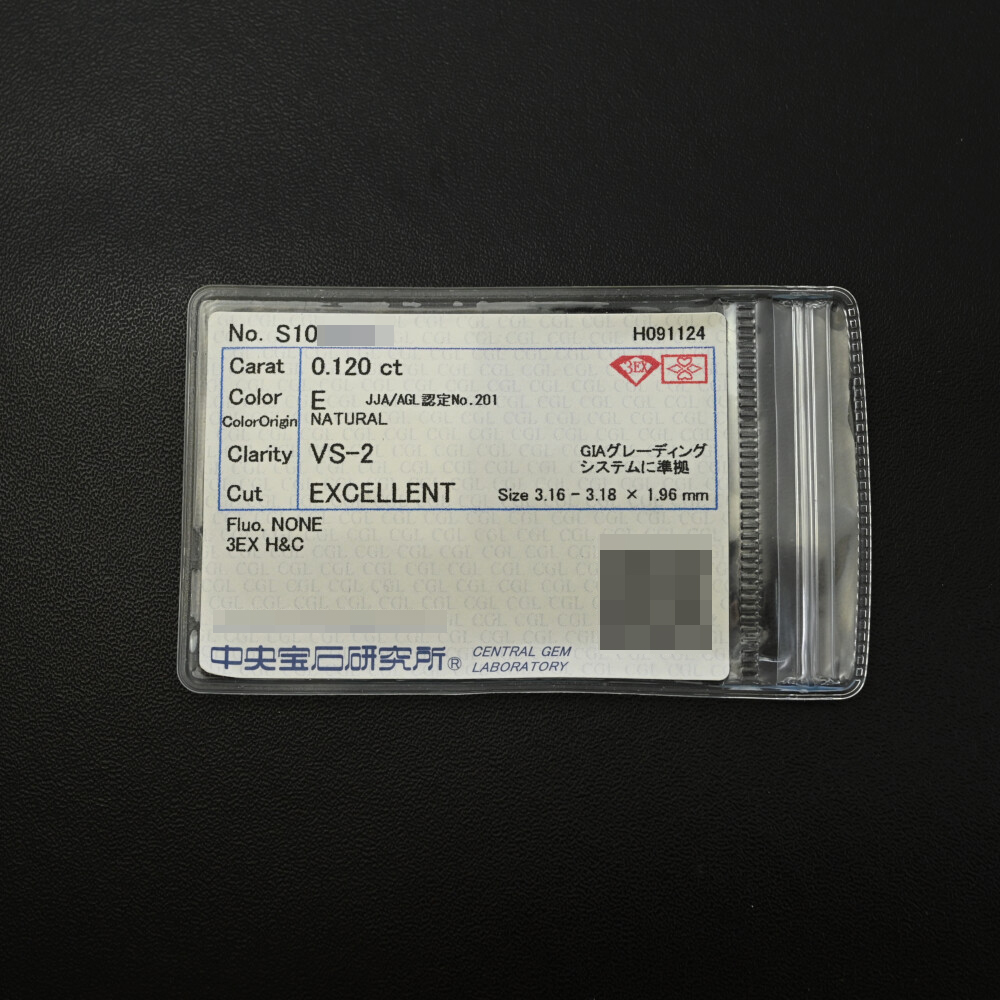 No. S10
H091124
Carat 0.120 ct
3EX
Color E JJA/AGL認定No.201
ColorOrigin NATURAL
Clarity VS-2
GIAグレーディング
システムに準拠
Cut EXCELLENT Size 3.16 - 3.18 × 1.96 mm
Fluo. NONE
3EX H&C
中央宝石研究所® CENTRAL GEM
LABORATORY